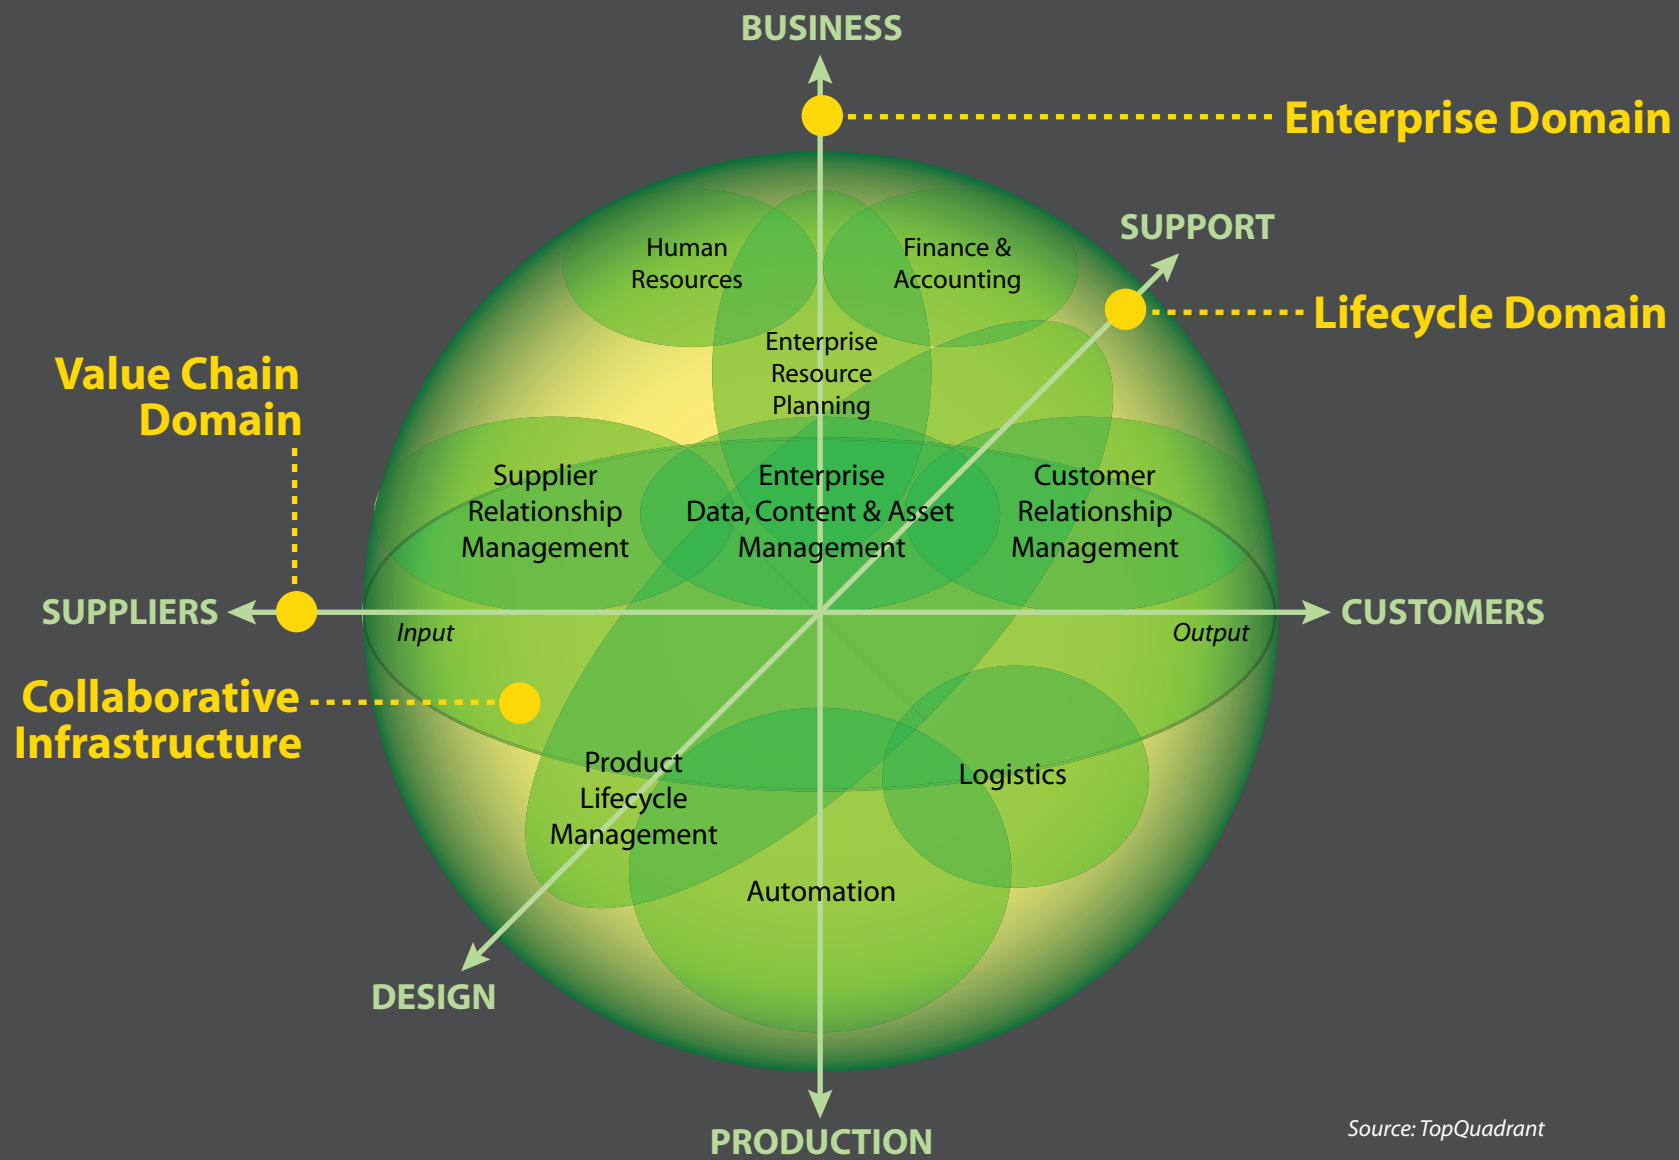 BUSINESS
Enterprise Domain
SUPPORT
Human
Resources
Finance &
Accounting
Lifecycle Domain
Enterprise
Resource
Planning
Value Chain
Domain
Supplier
Relationship
Management
Enterprise
Data, Content & Asset
Management
Customer
Relationship
Management
SUPPLIERS
Input
Output
CUSTOMERS
Collaborative
Infrastructure
Product
Lifecycle
Management
Logistics
Automation
DESIGN
PRODUCTION
Source: TopQuadrant